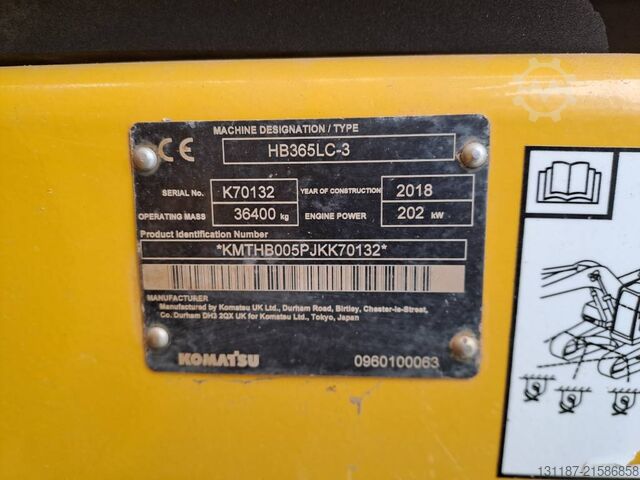 MACHINE DESIGNATION / TYPE
CE HB365LC-3
SERIAL No. K70132 YEAR OF CONSTRUCTION 2018
OPERATING MASS 36400 kg ENGINE POWER 202 kW
Product Identification Number
*KMTHB005PJKK70132*
MANUFACTURER
Manufactured by Komatsu UK Ltd., Durham Road, Birtley, Chester-le-Street,
Co. Durham DH3 2QX UK for Komatsu Ltd., Tokyo, Japan
KOMATSU 0960100063
131187-21586858